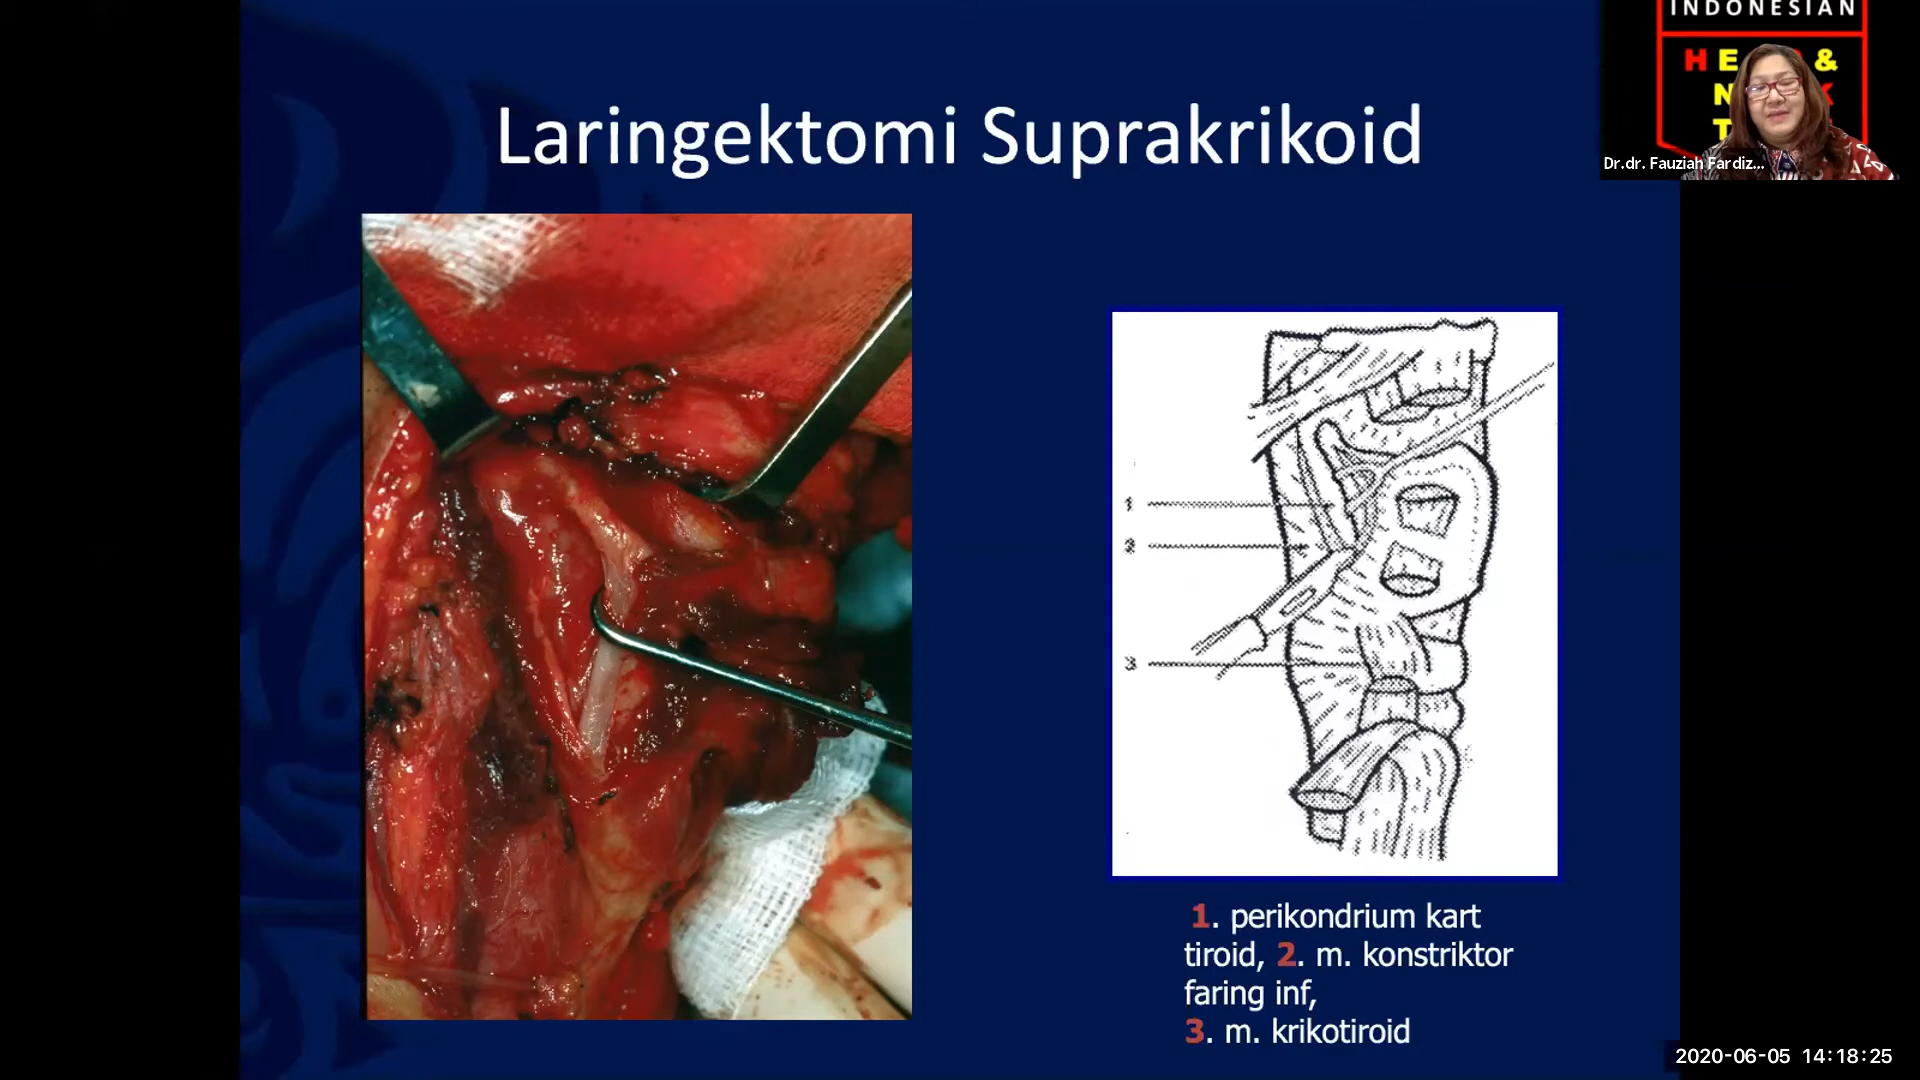 INDONESIAN
H E &
N K
T
Dr.dr. Fauziah Fardiz...
Laringektomi Suprakrikoid
1
2
3
1. perikondrium kart
tiroid, 2. m. konstriktor
faring inf,
3. m. krikotiroid
2020-06-05 14:18:25